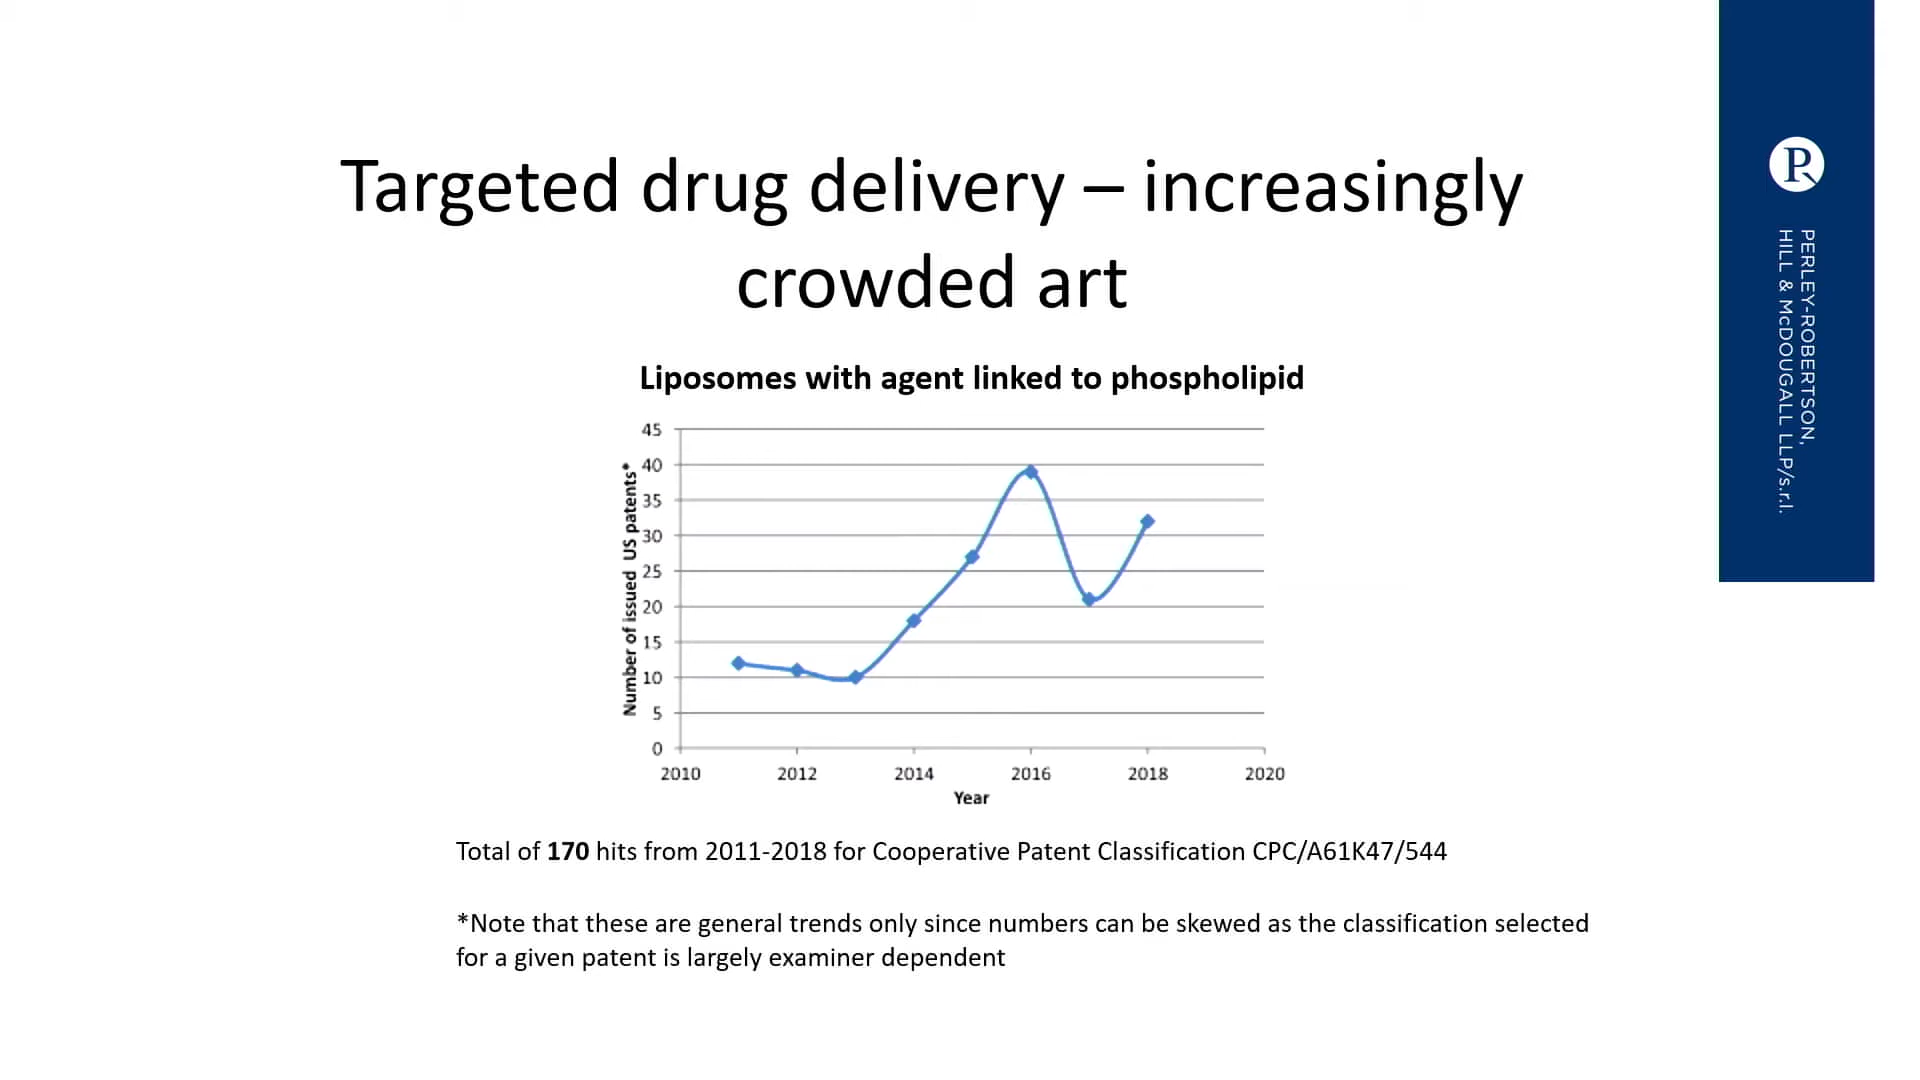 Targeted drug delivery – increasingly
crowded art
Liposomes with agent linked to phospholipid
Number of issued US patents*
45
40
35
30
25
20
15
10
5
0
2010
2012
2014
2016
2018
2020
Year
Total of 170 hits from 2011-2018 for Cooperative Patent Classification CPC/A61K47/544
*Note that these are general trends only since numbers can be skewed as the classification selected
for a given patent is largely examiner dependent
PR
PERLEY-ROBERTSON,
HILL & McDOUGALL LLP/s.r.l.